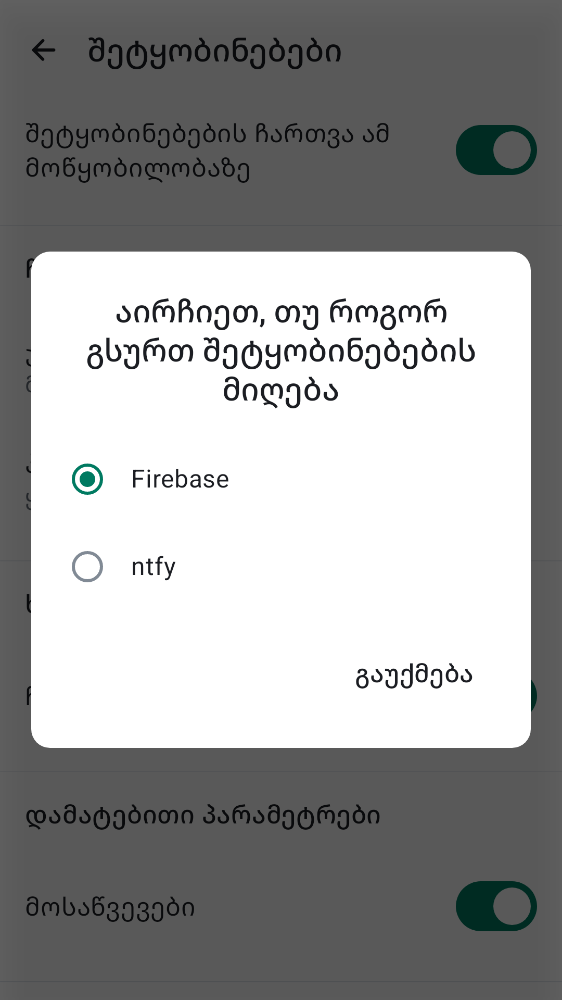 შეტყობინებები
შეტყობინებების ჩართვა ამ
მოწყობილობაზე
აირჩიეთ, თუ როგორ
გსურთ შეტყობინებების
მიღება
Firebase
ntfy
გაუქმება
დამატებითი პარამეტრები
მოსაწვევები